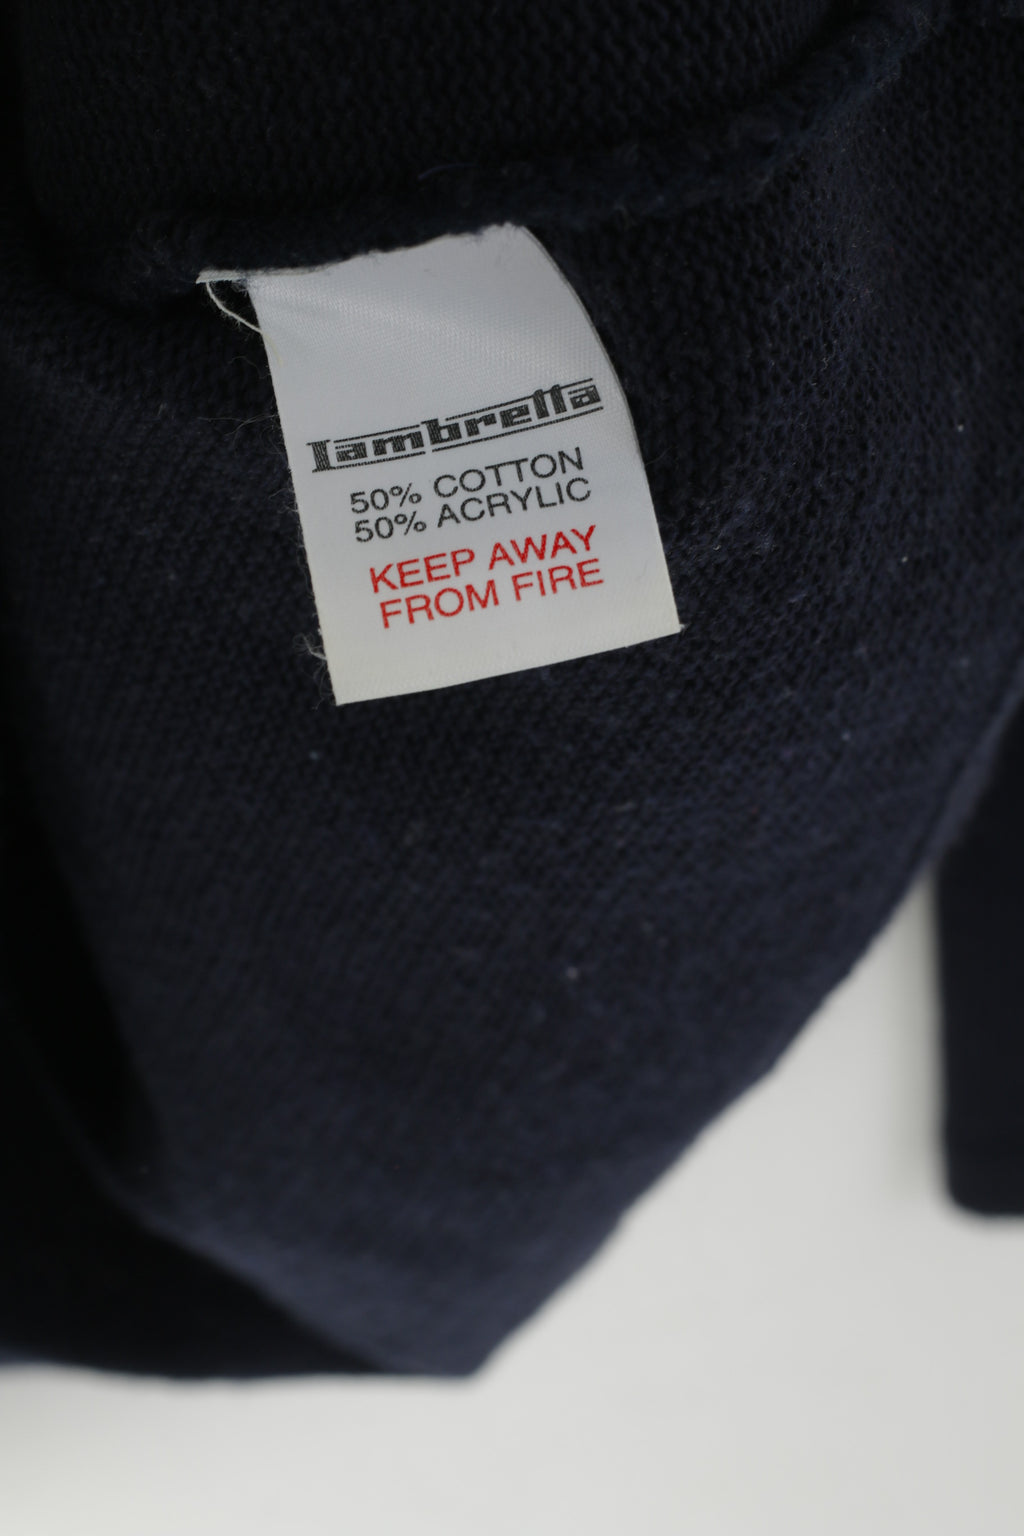 lambretta
50% COTTON
50% ACRYLIC
KEEP AWAY
FROM FIRE